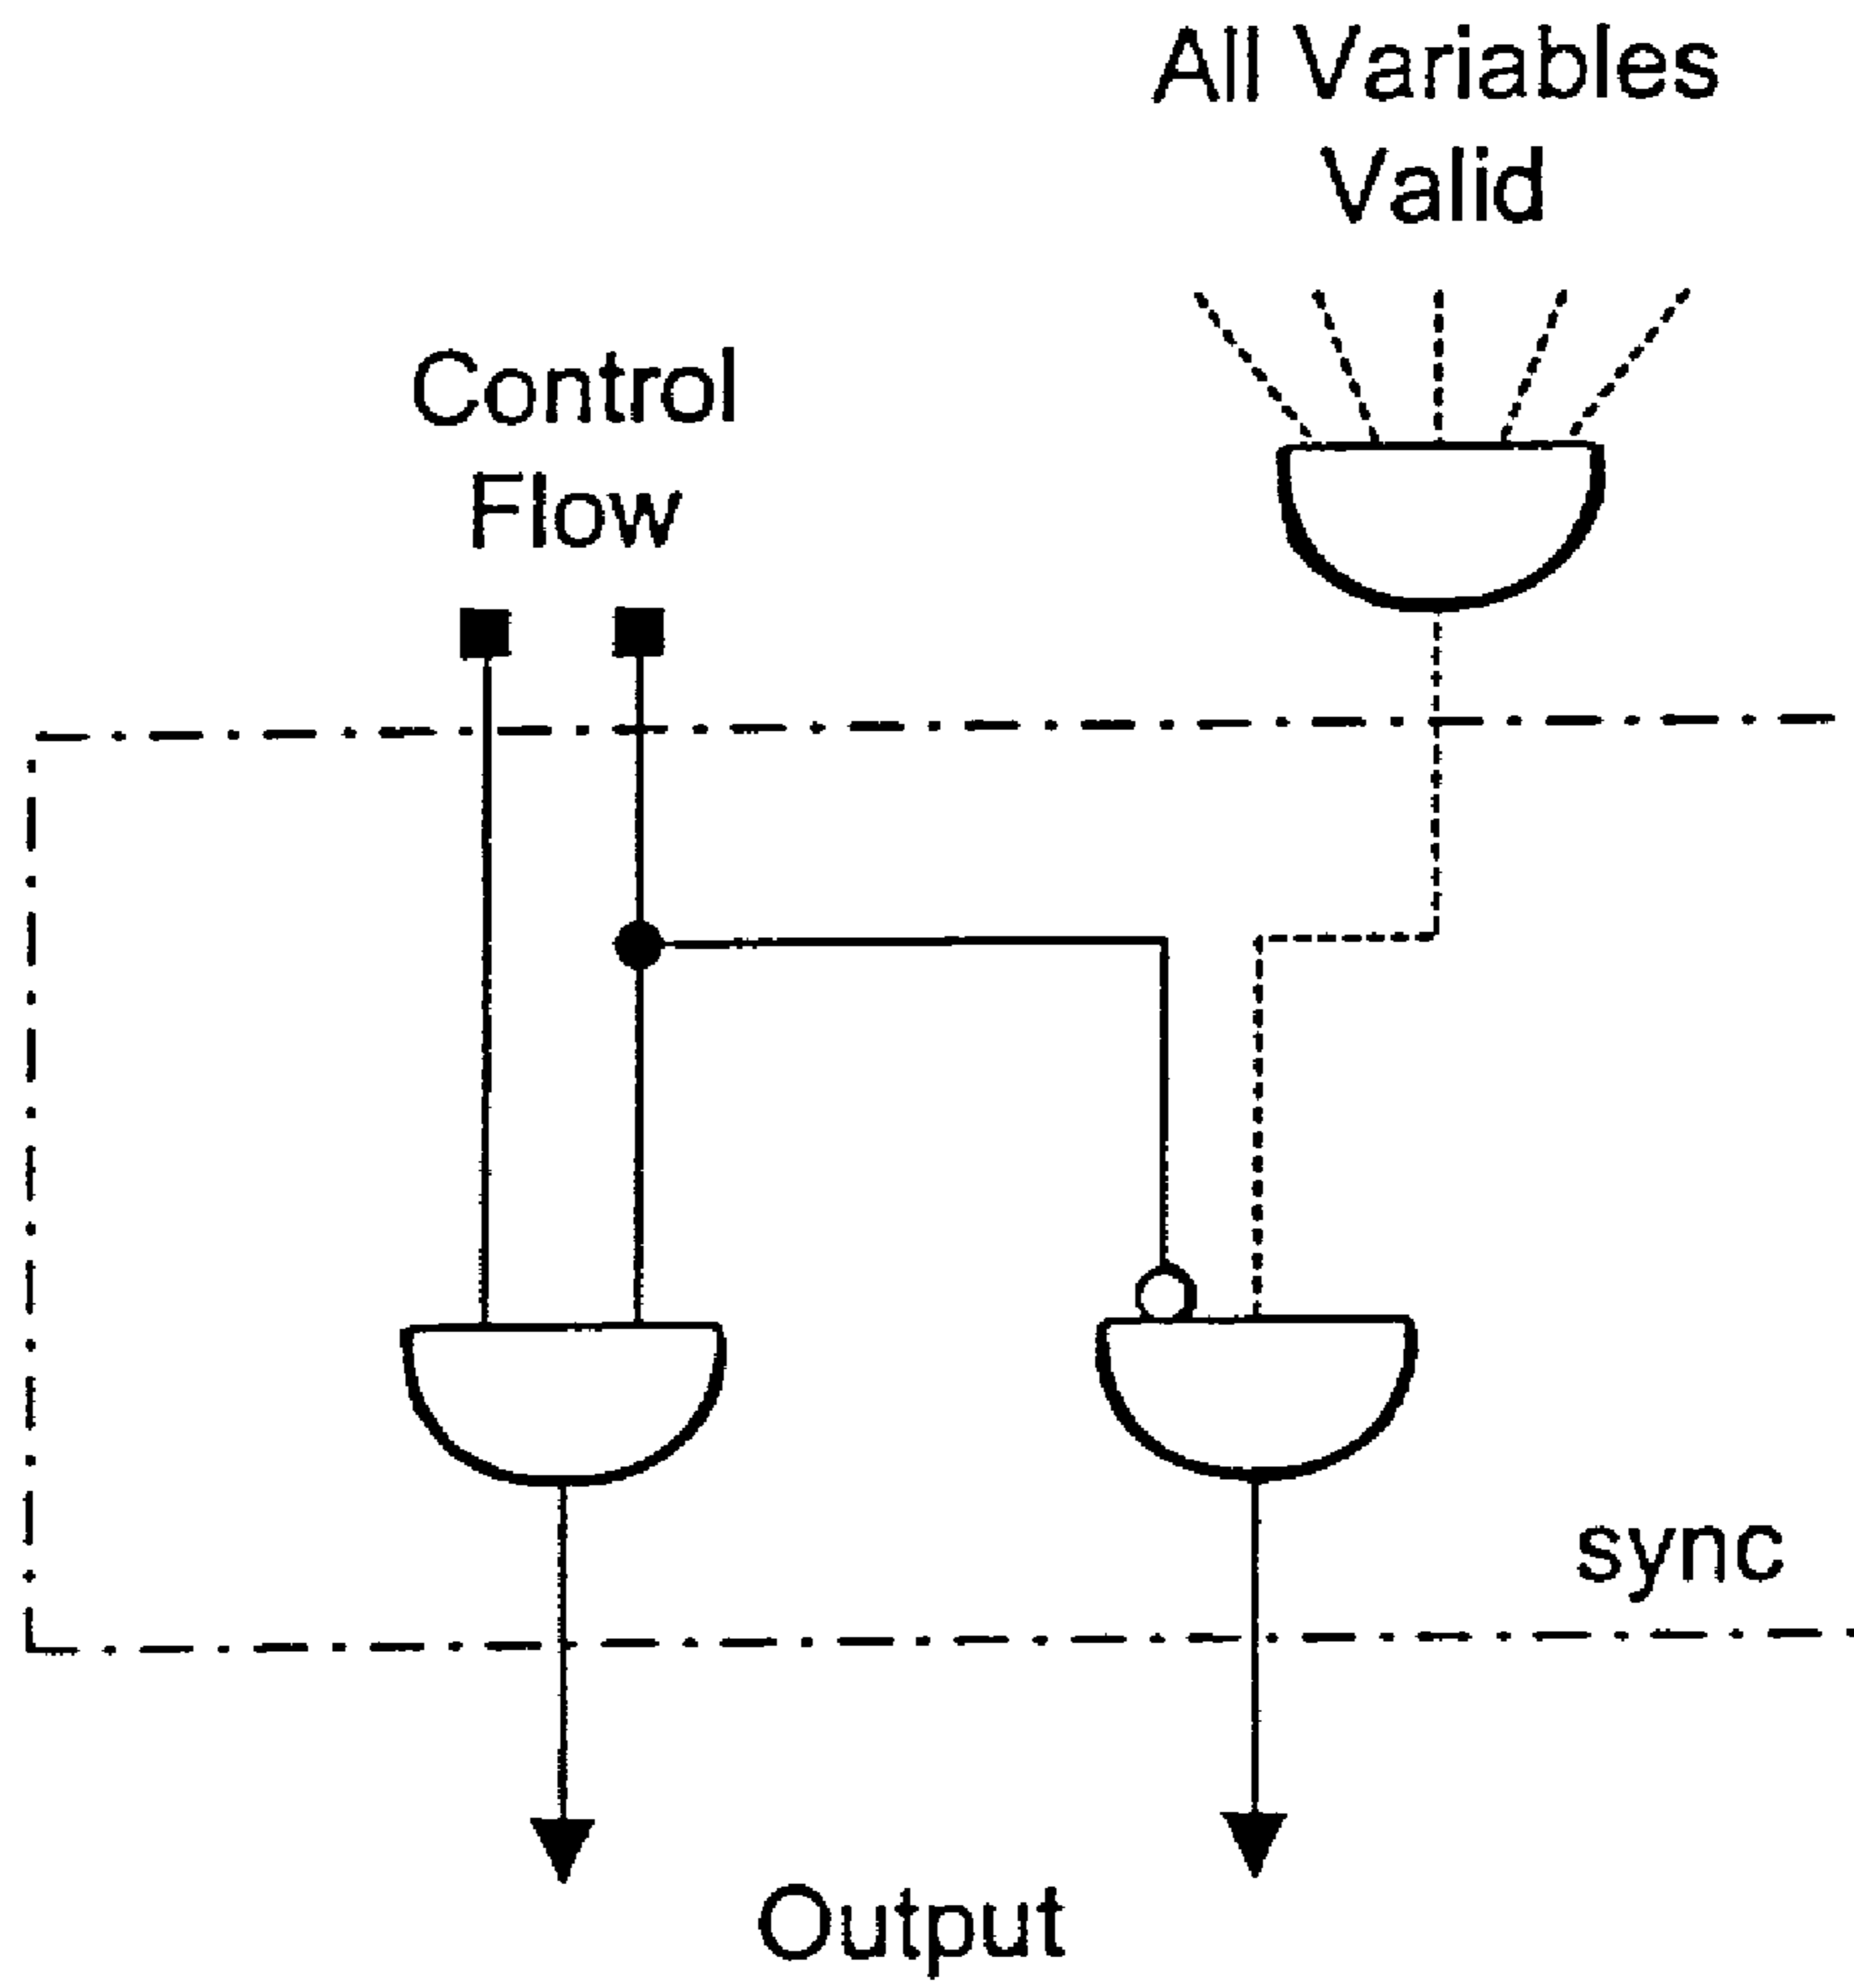 All Variables
Valid
Control
Flow
sync
Output